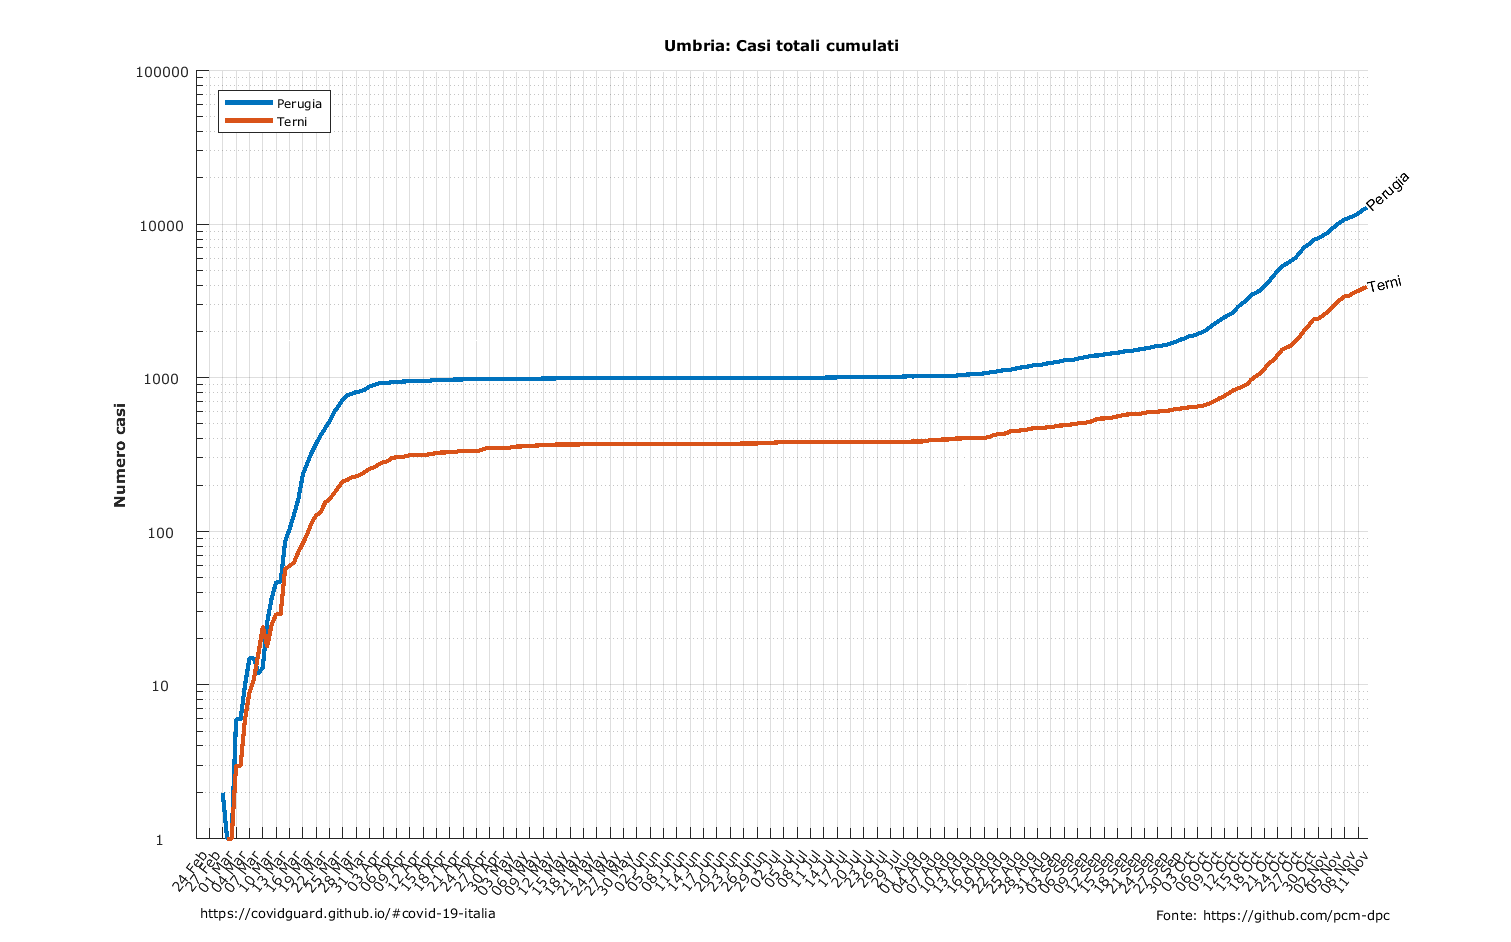 Umbria: Casi totali cumulati
100000
10000
1000
100
10
1
Numero casi
Perugia
Terni
Perugia
Terni
24 Feb
27 Feb
01 Mar
04 Mar
07 Mar
10 Mar
13 Mar
16 Mar
19 Mar
22 Mar
25 Mar
28 Mar
31 Mar
03 Apr
06 Apr
09 Apr
12 Apr
15 Apr
18 Apr
21 Apr
24 Apr
27 Apr
30 Apr
03 May
06 May
09 May
12 May
15 May
18 May
21 May
24 May
27 May
30 May
02 Jun
05 Jun
08 Jun
11 Jun
14 Jun
17 Jun
20 Jun
23 Jun
26 Jun
29 Jun
02 Jul
05 Jul
08 Jul
11 Jul
14 Jul
17 Jul
20 Jul
23 Jul
26 Jul
29 Jul
01 Aug
04 Aug
07 Aug
10 Aug
13 Aug
16 Aug
19 Aug
22 Aug
25 Aug
28 Aug
31 Aug
03 Sep
06 Sep
09 Sep
12 Sep
15 Sep
18 Sep
21 Sep
24 Sep
27 Sep
30 Sep
03 Oct
06 Oct
09 Oct
12 Oct
15 Oct
18 Oct
21 Oct
24 Oct
27 Oct
30 Oct
02 Nov
05 Nov
08 Nov
11 Nov
https://covidguard.github.io/#covid-19-italia
Fonte: https://github.com/pcm-dpc